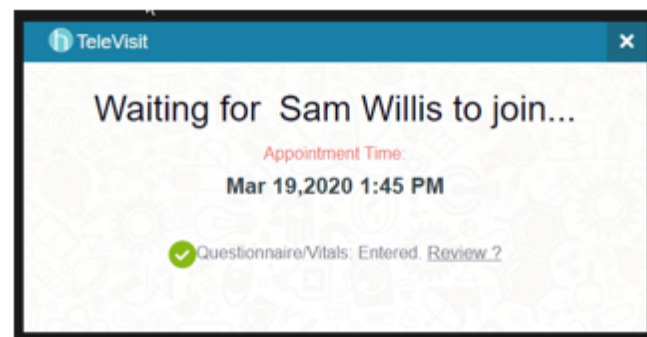 TeleVisit
Waiting for Sam Willis to join...
Appointment Time:
Mar 19,2020 1:45 PM
Questionnaire/Vitals: Entered. Review ?